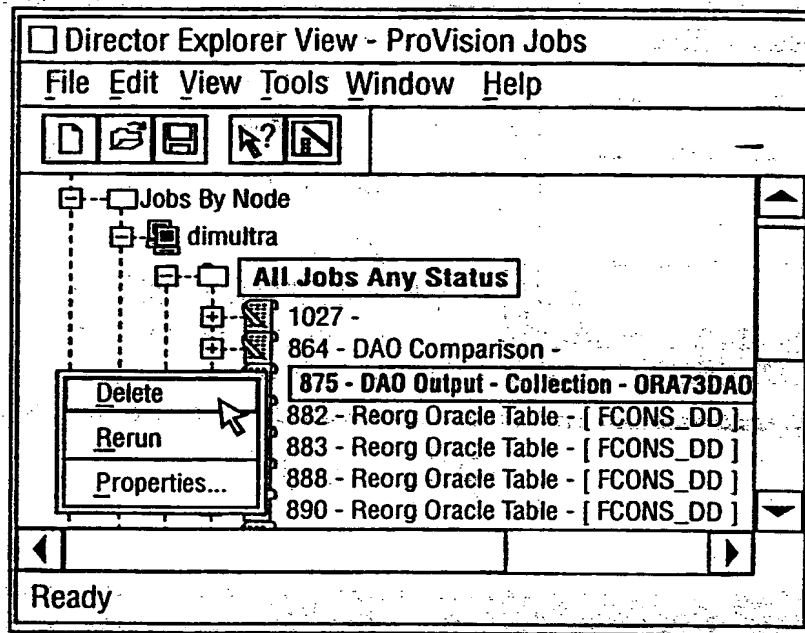 Director Explorer View - ProVision Jobs
File Edit View Tools Window Help
Jobs By Node
dimultra
All Jobs Any Status
1027 -
864 - DAO Comparison -
875 - DAO Output - Collection - ORA73DAO
882 - Reorg Oracle Table - [ FCONS_DD ]
883 - Reorg Oracle Table - [ FCONS_DD ]
888 - Reorg Oracle Table - [ FCONS_DD ]
890 - Reorg Oracle Table - [ FCONS_DD ]
Delete
Rerun
Properties...
Ready